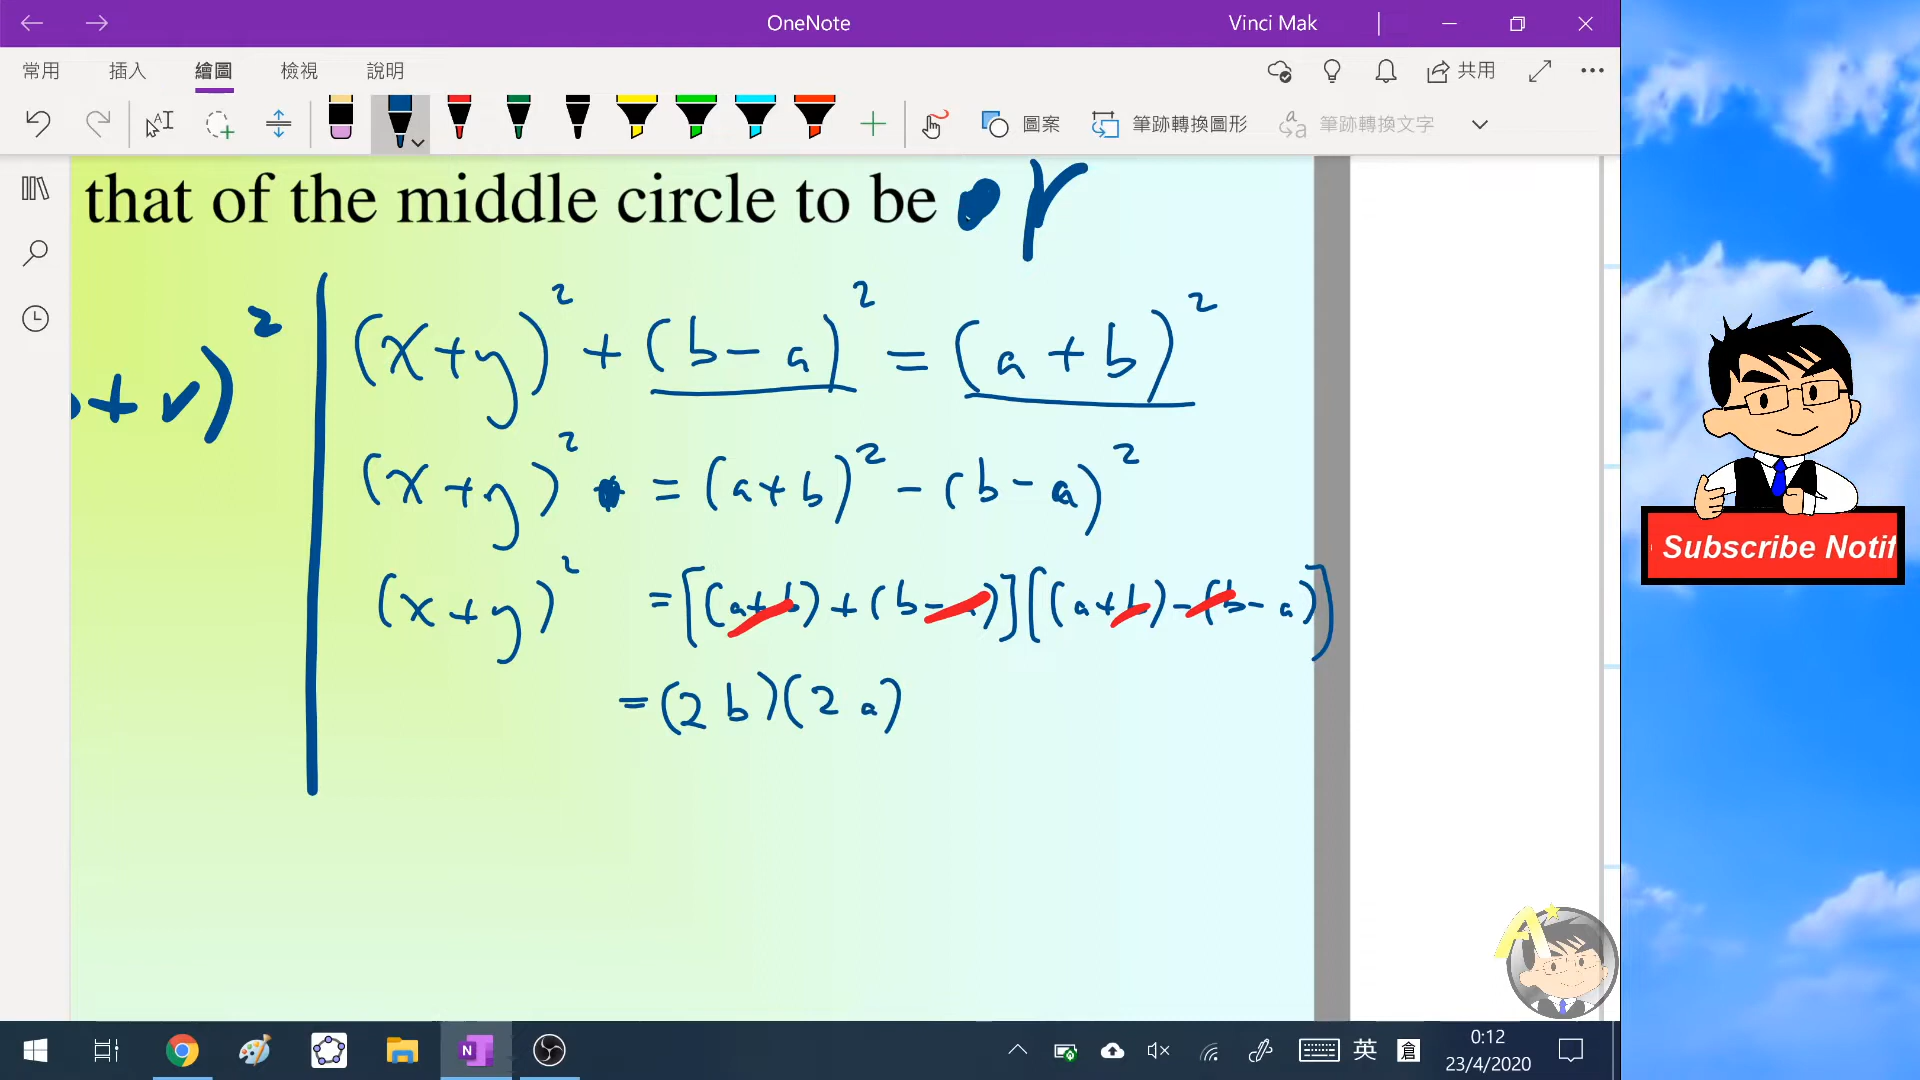 OneNote
Vinci Mak
常用 插入 繪圖 檢視 說明
共用
圖案 筆跡轉換圖形 筆跡轉換文字
that of the middle circle to be r
+ r)²
(x+y)² + (b - a)² = (a + b)²
(x+y)² = (a+b)² - (b - a)²
(x+y)² = [(a+b) + (b-a)][(a+b) - (b - a)]
= (2b)(2a)
Subscribe Notif
A
N
英
倉
0:12
23/4/2020